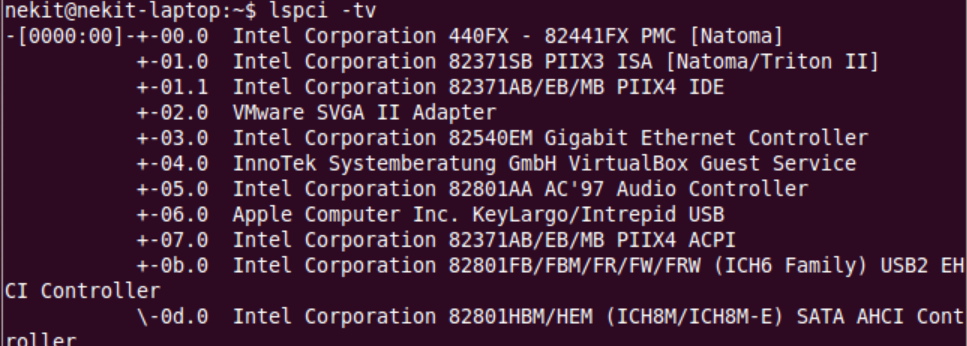 nekit@nekit-laptop:~$ lspci -tv
-[0000:00]-+-00.0  Intel Corporation 440FX - 82441FX PMC [Natoma]
           +-01.0  Intel Corporation 82371SB PIIX3 ISA [Natoma/Triton II]
           +-01.1  Intel Corporation 82371AB/EB/MB PIIX4 IDE
           +-02.0  VMware SVGA II Adapter
           +-03.0  Intel Corporation 82540EM Gigabit Ethernet Controller
           +-04.0  InnoTek Systemberatung GmbH VirtualBox Guest Service
           +-05.0  Intel Corporation 82801AA AC'97 Audio Controller
           +-06.0  Apple Computer Inc. KeyLargo/Intrepid USB
           +-07.0  Intel Corporation 82371AB/EB/MB PIIX4 ACPI
           +-0b.0  Intel Corporation 82801FB/FBM/FR/FW/FRW (ICH6 Family) USB2 EH
CI Controller
           \-0d.0  Intel Corporation 82801HBM/HEM (ICH8M/ICH8M-E) SATA AHCI Cont
roller